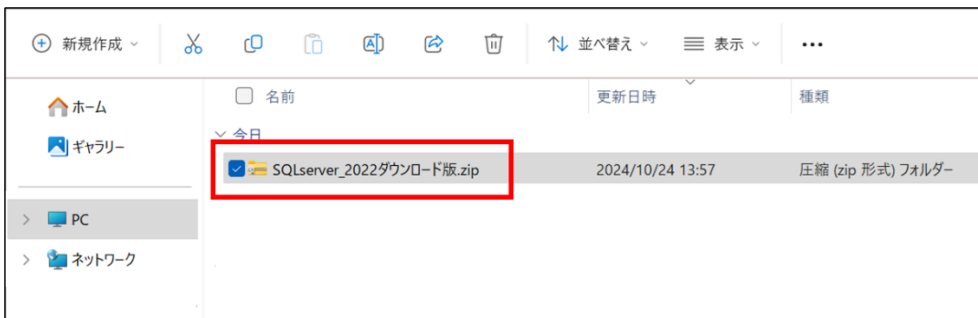 新規作成 並べ替え 表示
ホーム
ギャラリー
PC
ネットワーク
名前 更新日時 種類
今日
SQLserver_2022ダウンロード版.zip 2024/10/24 13:57 圧縮 (zip 形式) フォルダー